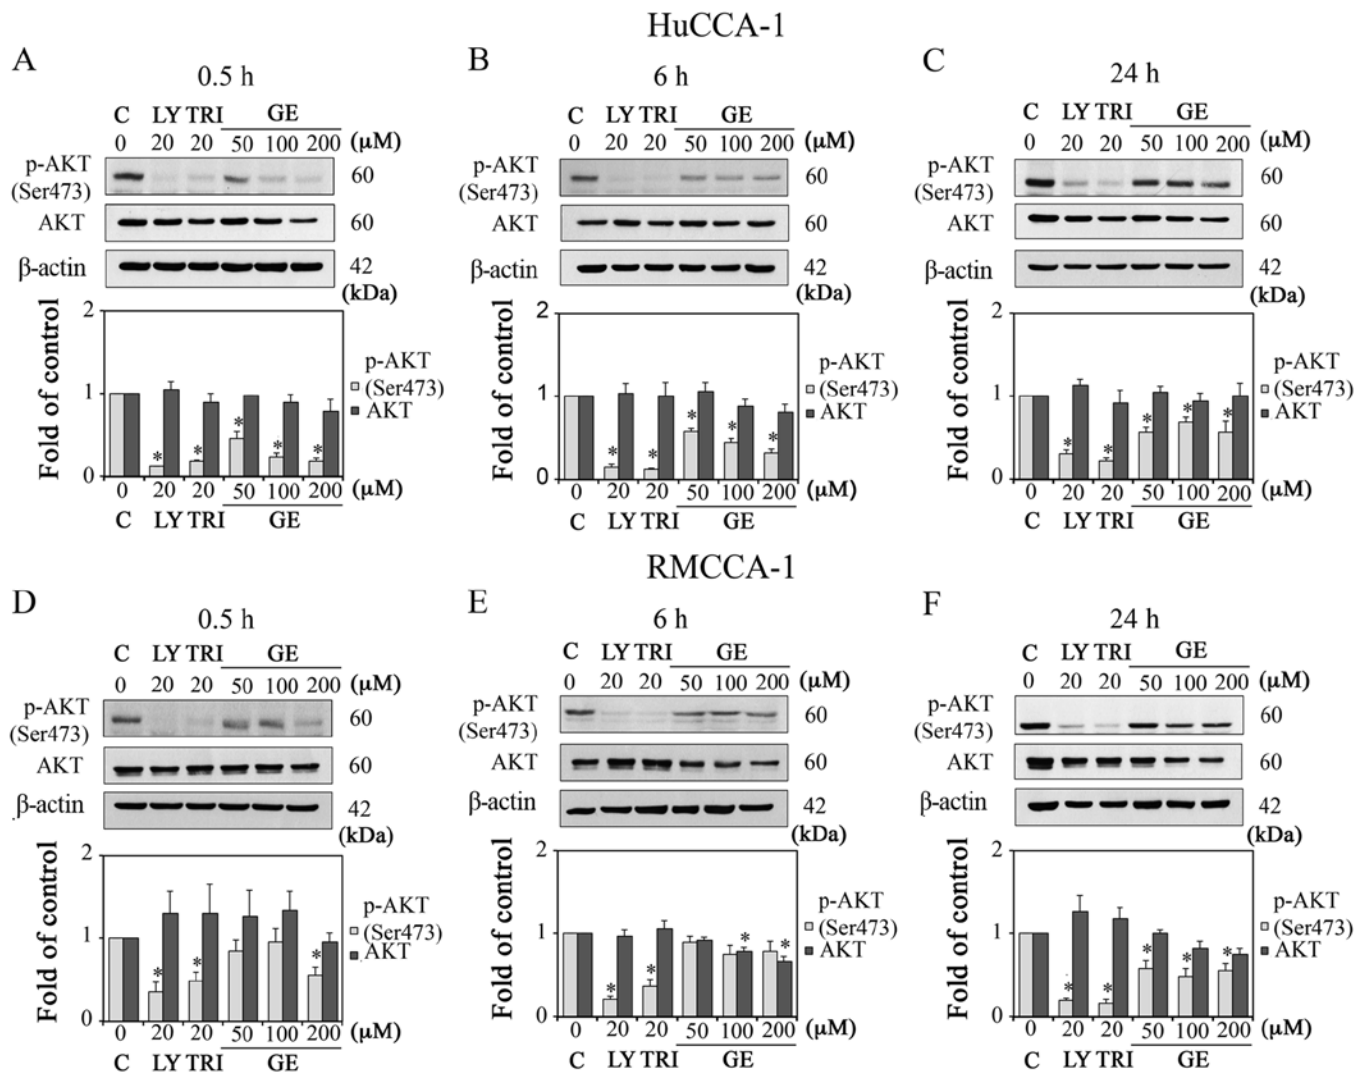 HuCCA-1
A
0.5 h
C LY TRI GE
0 20 20 50 100 200 (μM)
p-AKT
(Ser473)
60
AKT
60
β-actin
42
(kDa)
Fold of control
2
1
0
p-AKT
(Ser473)
AKT
* * * * *
0 20 20 50 100 200 (μM)
C LY TRI GE
B
6 h
C LY TRI GE
0 20 20 50 100 200 (μM)
p-AKT
(Ser473)
60
AKT
60
β-actin
42
(kDa)
Fold of control
2
1
0
p-AKT
(Ser473)
AKT
* * * * *
0 20 20 50 100 200 (μM)
C LY TRI GE
C
24 h
C LY TRI GE
0 20 20 50 100 200 (μM)
p-AKT
(Ser473)
60
AKT
60
β-actin
42
(kDa)
Fold of control
2
1
0
p-AKT
(Ser473)
AKT
* * * * *
0 20 20 50 100 200 (μM)
C LY TRI GE
RMCCA-1
D
0.5 h
C LY TRI GE
0 20 20 50 100 200 (μM)
p-AKT
(Ser473)
60
AKT
60
β-actin
42
(kDa)
Fold of control
2
1
0
p-AKT
(Ser473)
AKT
* * *
0 20 20 50 100 200 (μM)
C LY TRI GE
E
6 h
C LY TRI GE
0 20 20 50 100 200 (μM)
p-AKT
(Ser473)
60
AKT
60
β-actin
42
(kDa)
Fold of control
2
1
0
p-AKT
(Ser473)
AKT
* * * *
0 20 20 50 100 200 (μM)
C LY TRI GE
F
24 h
C LY TRI GE
0 20 20 50 100 200 (μM)
p-AKT
(Ser473)
60
AKT
60
β-actin
42
(kDa)
Fold of control
2
1
0
p-AKT
(Ser473)
AKT
* * * * *
0 20 20 50 100 200 (μM)
C LY TRI GE